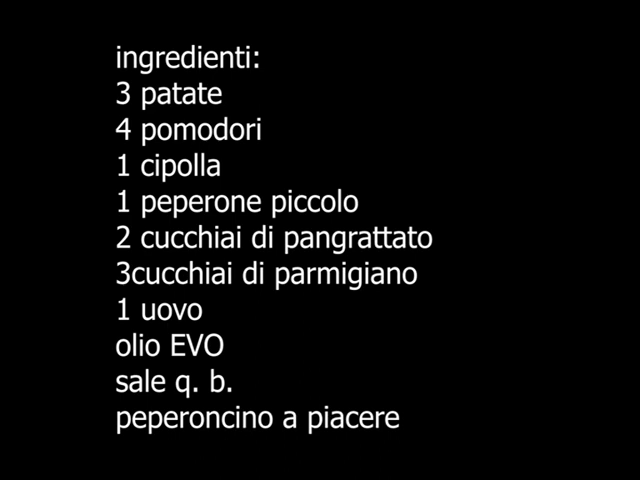 ingredienti:
3 patate
4 pomodori
1 cipolla
1 peperone piccolo
2 cucchiai di pangrattato
3cucchiai di parmigiano
1 uovo
olio EVO
sale q. b.
peperoncino a piacere